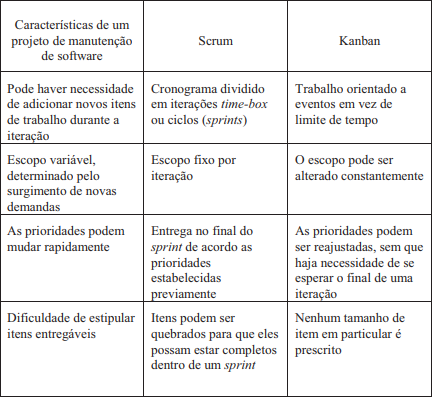 Características de um
projeto de manutenção
de software
Scrum
Kanban
Pode haver necessidade
de adicionar novos itens
de trabalho durante a
iteração
Cronograma dividido
em iterações time-box
ou ciclos (sprints)
Trabalho orientado a
eventos em vez de
limite de tempo
Escopo variável,
determinado pelo
surgimento de novas
demandas
Escopo fixo por
iteração
O escopo pode ser
alterado constantemente
As prioridades podem
mudar rapidamente
Entrega no final do
sprint de acordo as
prioridades
estabelecidas
previamente
As prioridades podem
ser reajustadas, sem que
haja necessidade de se
esperar o final de uma
iteração
Dificuldade de estipular
itens entregáveis
Itens podem ser
quebrados para que eles
possam estar completos
dentro de um sprint
Nenhum tamanho de
item em particular é
prescrito